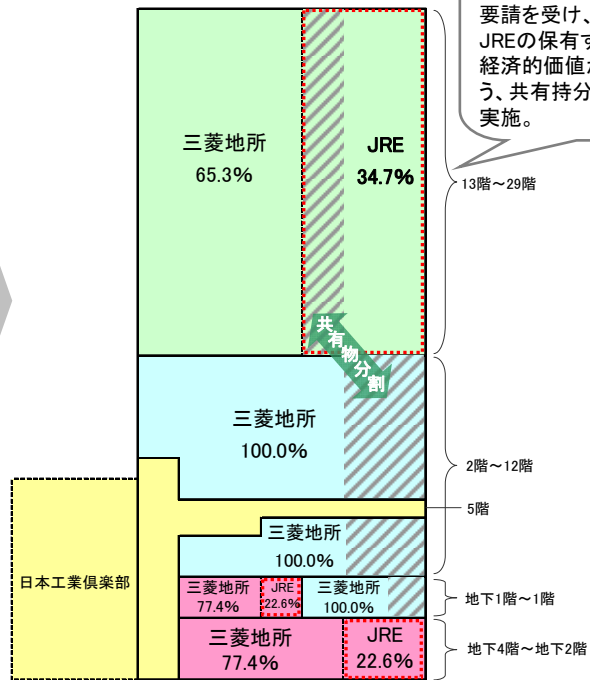 要請を受け、
JREの保有す
経済的価値が
う、共有持分
実施。
三菱地所
65.3%
JRE
34.7%
13階~29階
共有物分割
三菱地所
100.0%
2階~12階
5階
三菱地所
100.0%
日本工業倶楽部
三菱地所
77.4%
JRE
22.6%
三菱地所
100.0%
地下1階~1階
三菱地所
77.4%
JRE
22.6%
地下4階~地下2階